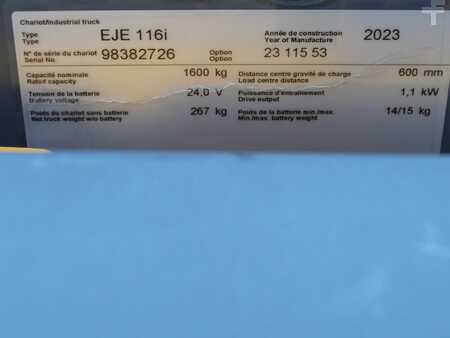 Chariot/Industrial truck
Type EJE 116i Année de construction 2023
Type Year of Manufacture
N° de série du chariot 98382726 Option 23 115 53
Serial No. Option
Capacité nominale 1600 kg Distance centre gravité de charge 600 mm
Rated capacity Load centre distance
Tension de la batterie 24,0 V Puissance d'entraînement 1,1 kW
Battery voltage Drive output
Poids du chariot sans batterie 267 kg Poids de la batterie min./max. 14/15 kg
Net truck weight w/o battery Min./max. battery weight